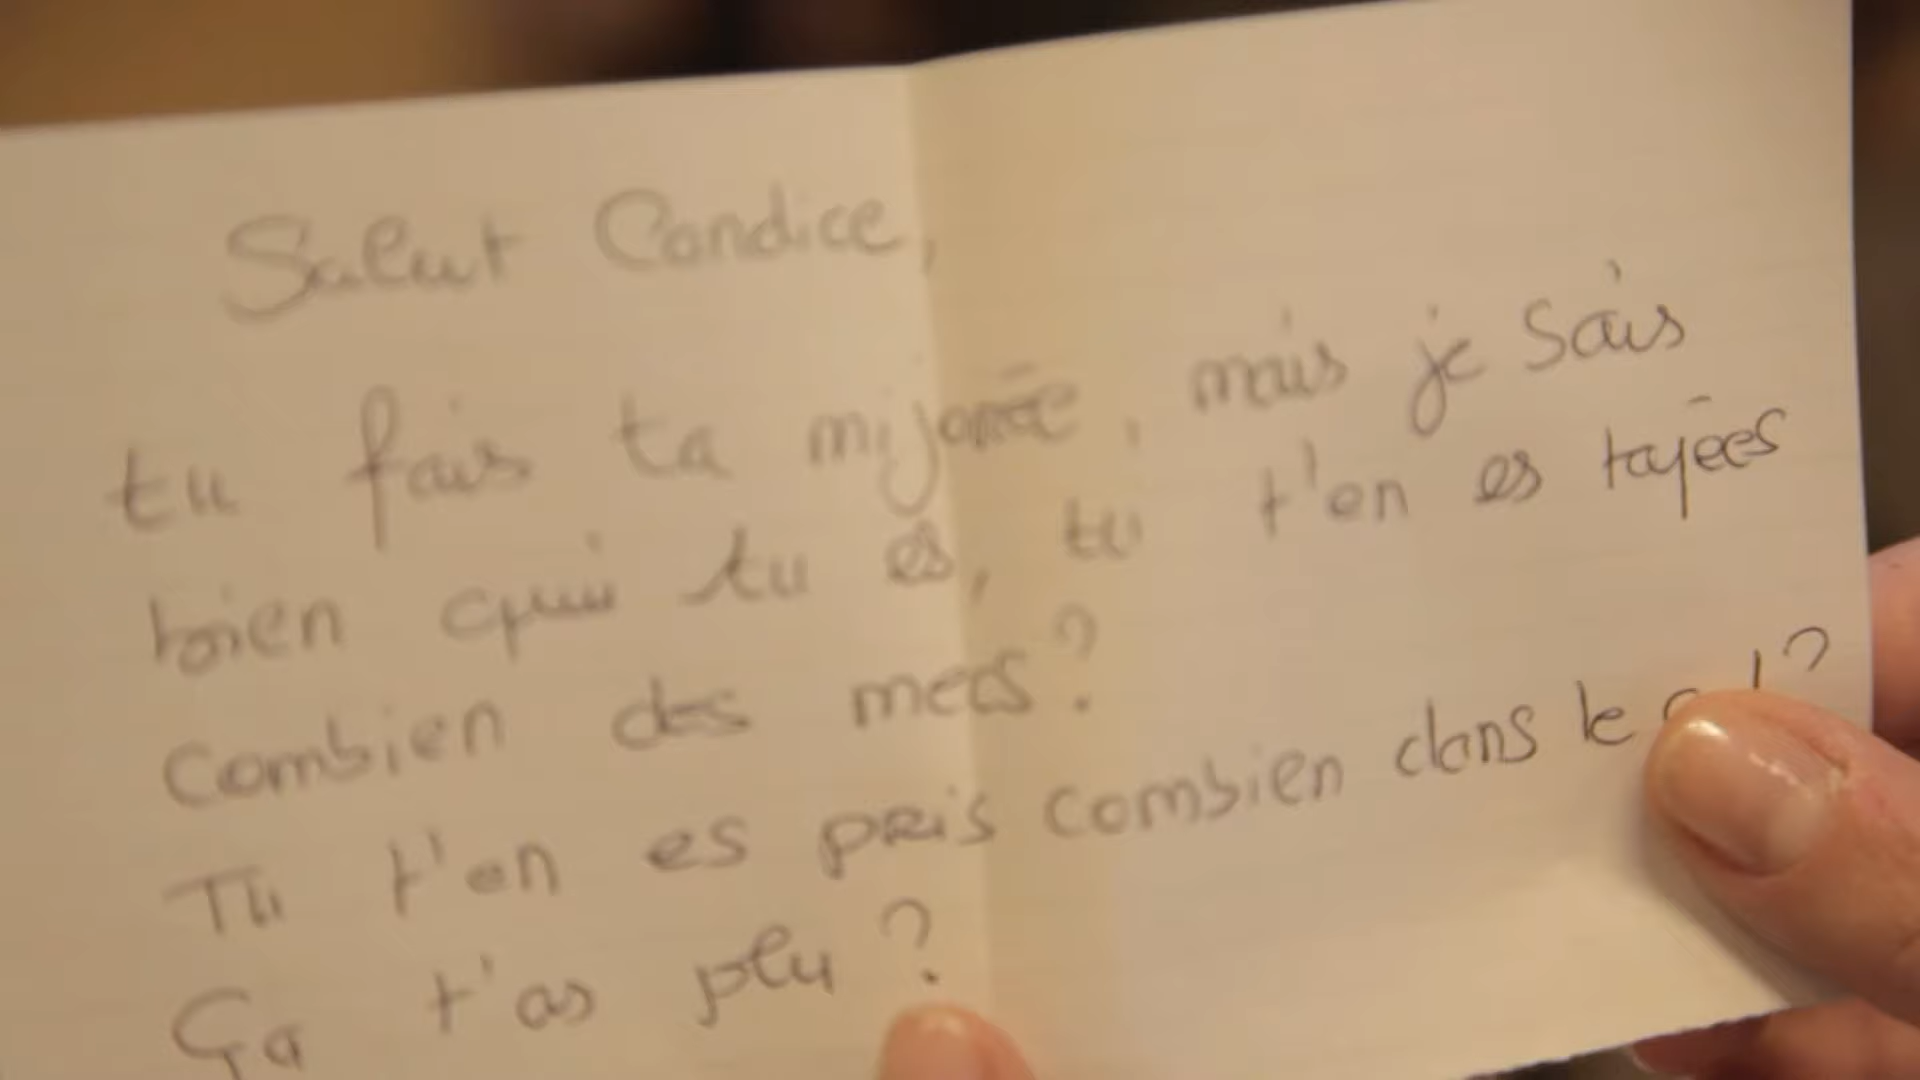 Salut Candice,
tu fais ta mijorée, mais je sais
bien qui tu es, tu t'en es tapées
Combien des mecs?
Tu t'en es pris combien dans le
Ça t'as plu?